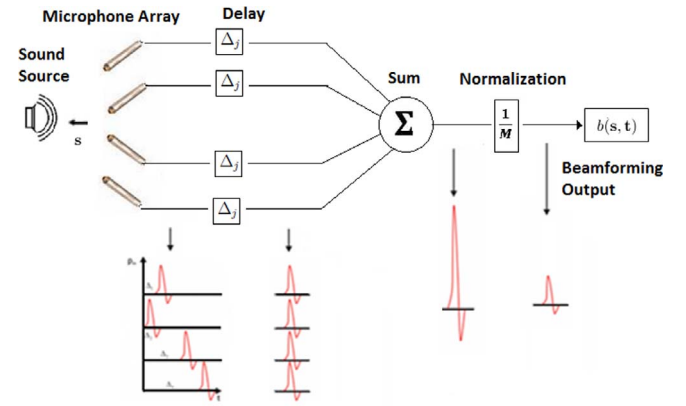 Microphone Array
Delay
Sound
Source
s
Δj
Δj
Δj
Δj
Sum
Σ
Normalization
1
M
b(s, t)
Beamforming
Output
t